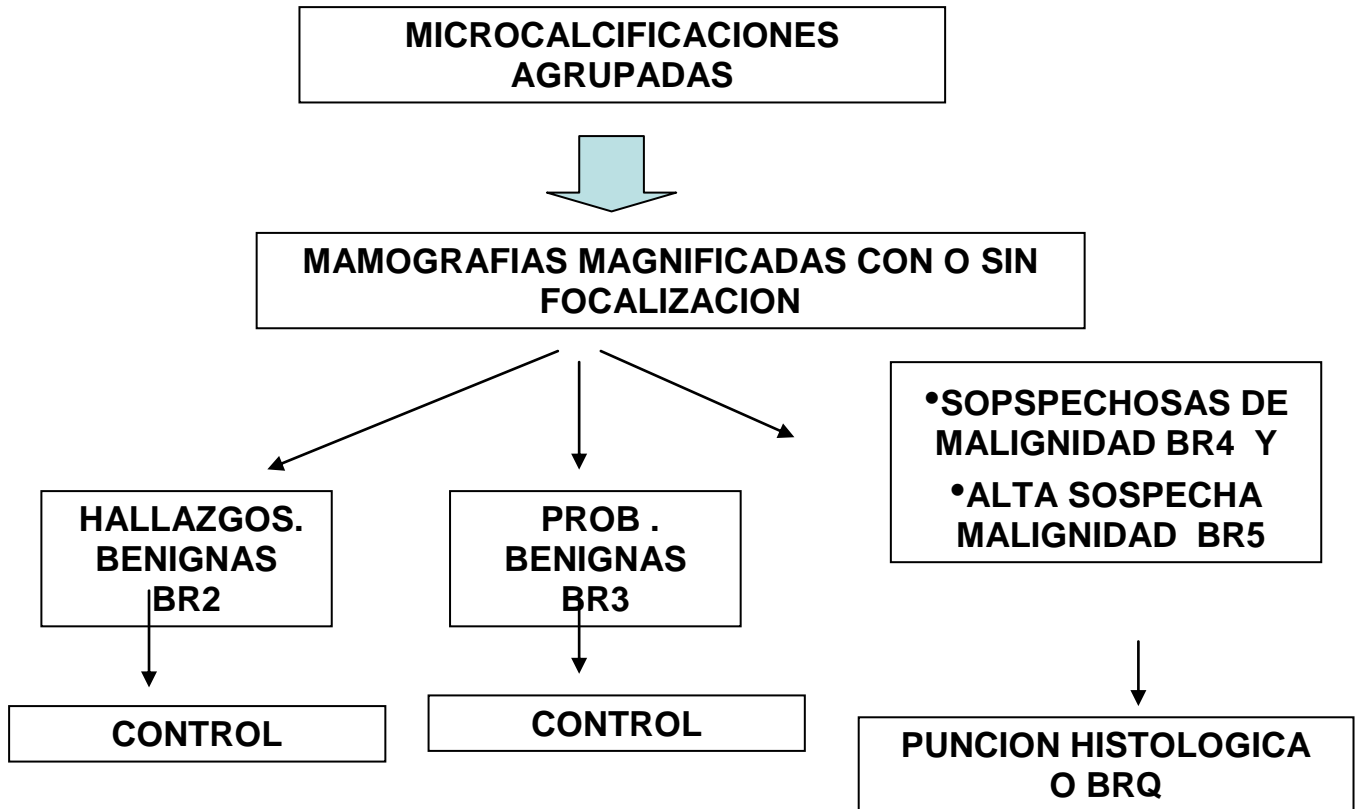 MICROCALCIFICACIONES
AGRUPADAS
MAMOGRAFIAS MAGNIFICADAS CON O SIN
FOCALIZACION
HALLAZGOS.
BENIGNAS
BR2
PROB .
BENIGNAS
BR3
•SOPSPECHOSAS DE
MALIGNIDAD BR4 Y
•ALTA SOSPECHA
MALIGNIDAD BR5
CONTROL
CONTROL
PUNCION HISTOLOGICA
O BRQ